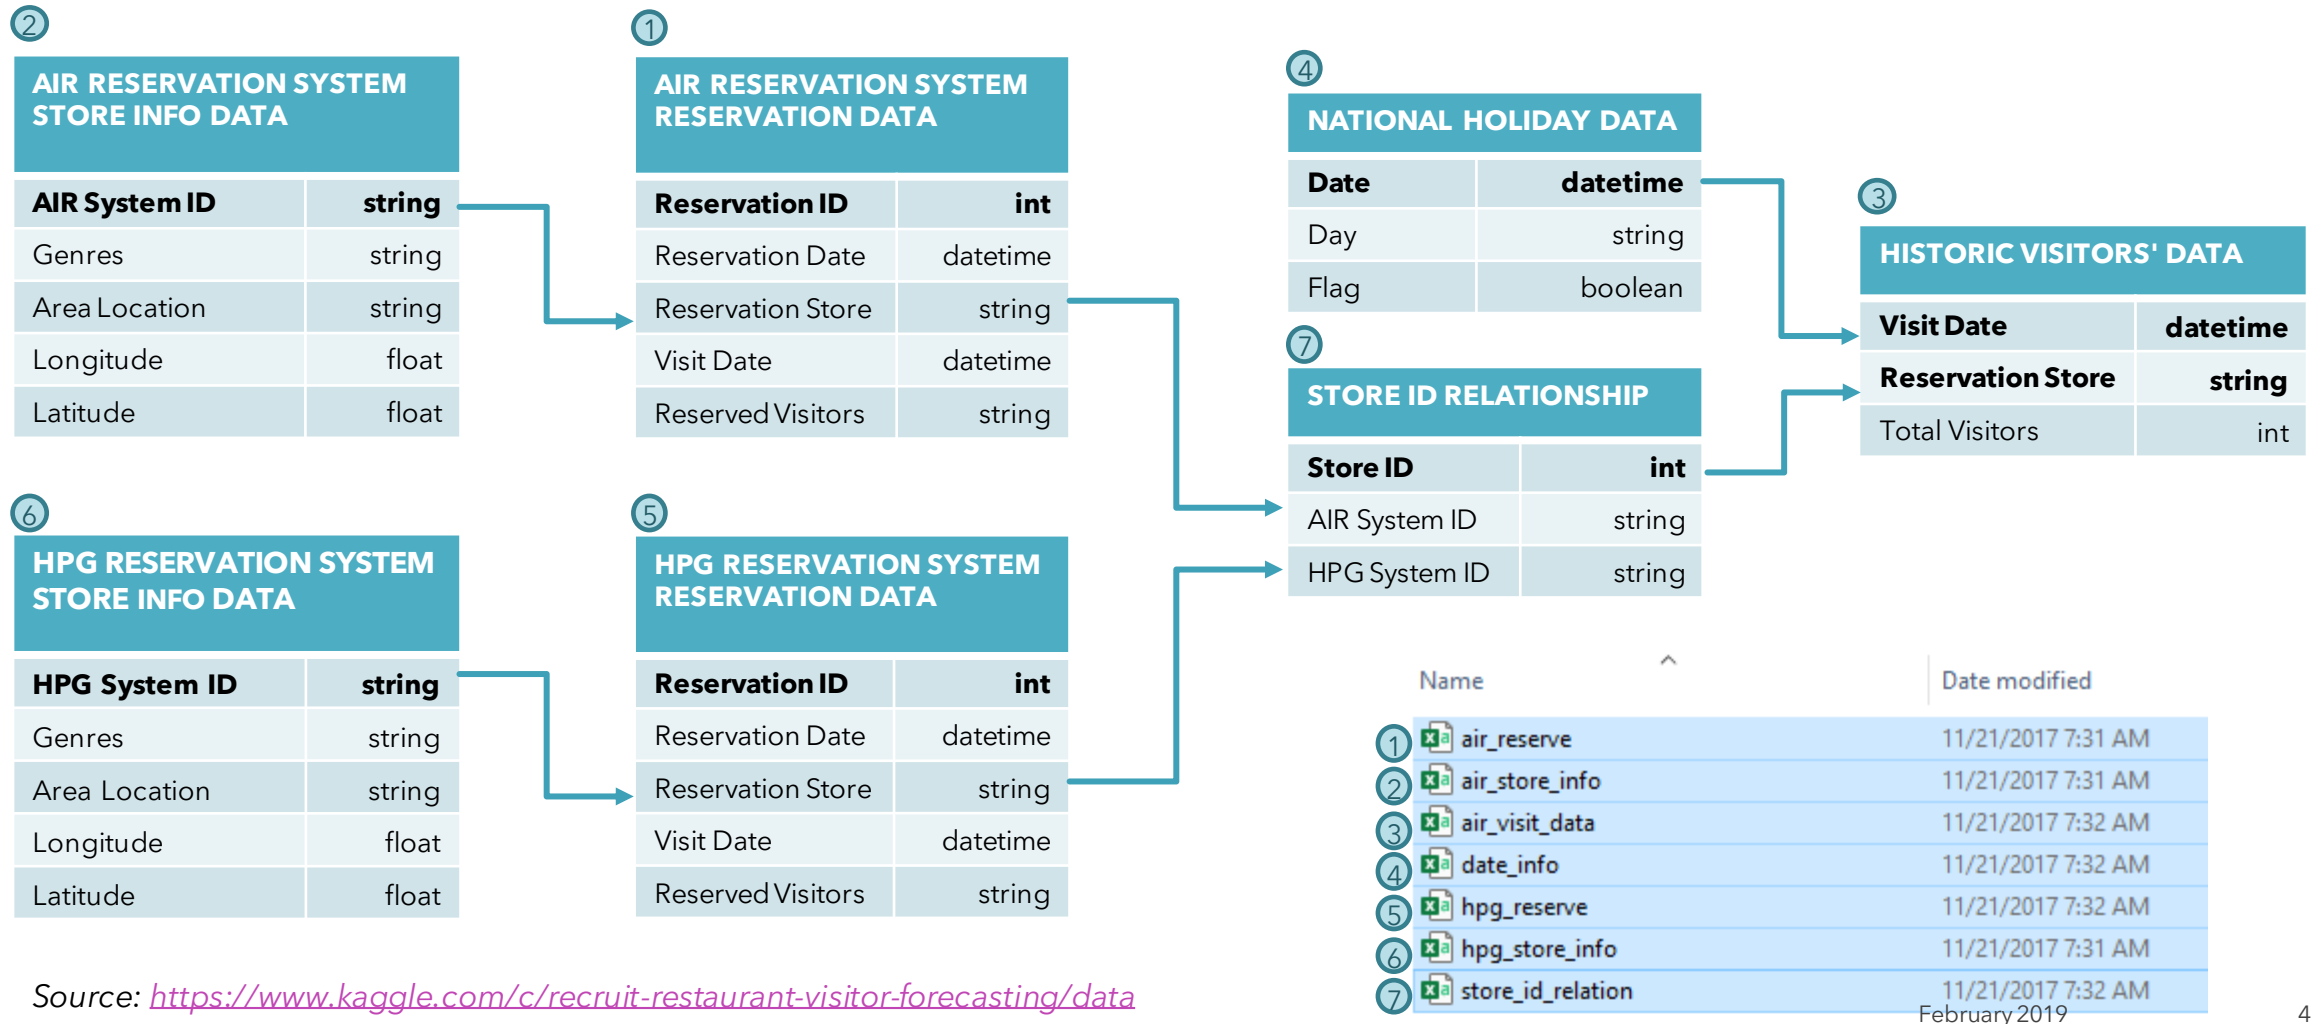 2
AIR RESERVATION SYSTEM
STORE INFO DATA
AIR System ID string
Genres string
Area Location string
Longitude float
Latitude float
1
AIR RESERVATION SYSTEM
RESERVATION DATA
Reservation ID int
Reservation Date datetime
Reservation Store string
Visit Date datetime
Reserved Visitors string
4
NATIONAL HOLIDAY DATA
Date datetime
Day string
Flag boolean
3
HISTORIC VISITORS' DATA
Visit Date datetime
Reservation Store string
Total Visitors int
7
STORE ID RELATIONSHIP
Store ID int
AIR System ID string
HPG System ID string
6
HPG RESERVATION SYSTEM
STORE INFO DATA
HPG System ID string
Genres string
Area Location string
Longitude float
Latitude float
5
HPG RESERVATION SYSTEM
RESERVATION DATA
Reservation ID int
Reservation Date datetime
Reservation Store string
Visit Date datetime
Reserved Visitors string
Name Date modified
1 air_reserve 11/21/2017 7:31 AM
2 air_store_info 11/21/2017 7:31 AM
3 air_visit_data 11/21/2017 7:32 AM
4 date_info 11/21/2017 7:32 AM
5 hpg_reserve 11/21/2017 7:32 AM
6 hpg_store_info 11/21/2017 7:31 AM
7 store_id_relation 11/21/2017 7:32 AM
Source: https://www.kaggle.com/c/recruit-restaurant-visitor-forecasting/data
February 2019 4